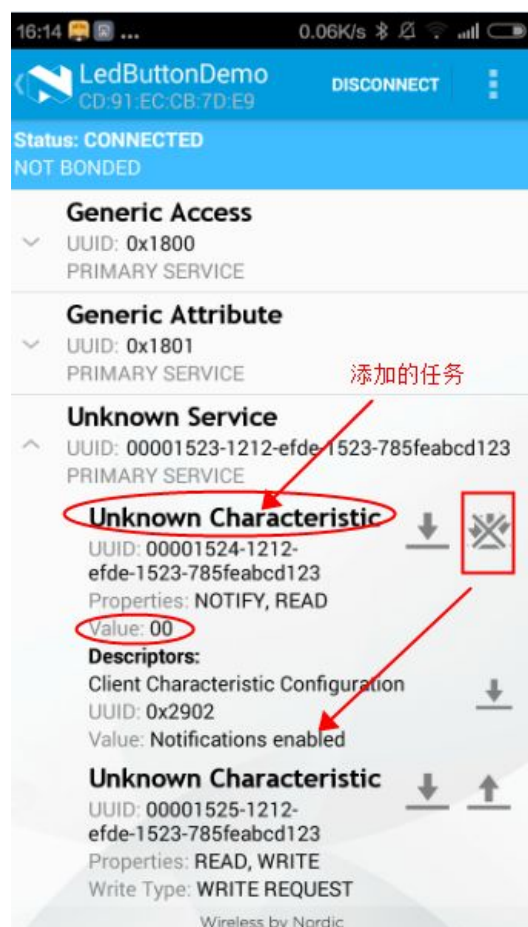 16:14 ... 0.06K/s
LedButtonDemo
CD:91:EC:CB:7D:E9
DISCONNECT
Status: CONNECTED
NOT BONDED
Generic Access
UUID: 0x1800
PRIMARY SERVICE
Generic Attribute
UUID: 0x1801
PRIMARY SERVICE
添加的任务
Unknown Service
UUID: 00001523-1212-efde-1523-785feabcd123
PRIMARY SERVICE
Unknown Characteristic
UUID: 00001524-1212-
efde-1523-785feabcd123
Properties: NOTIFY, READ
Value: 00
Descriptors:
Client Characteristic Configuration
UUID: 0x2902
Value: Notifications enabled
Unknown Characteristic
UUID: 00001525-1212-
efde-1523-785feabcd123
Properties: READ, WRITE
Write Type: WRITE REQUEST
Wireless by Nordic